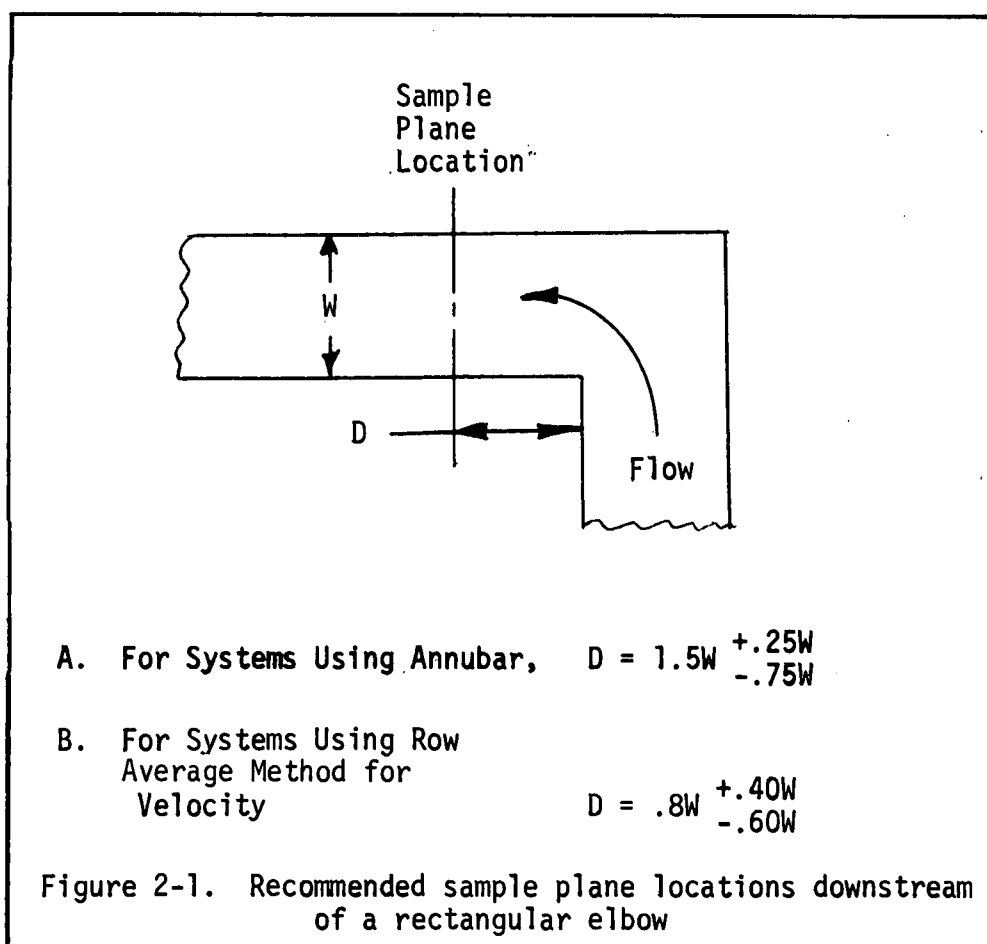 Sample
Plane
Location
W
D
Flow
A. For Systems Using Annubar, D = 1.5W +.25W -.75W
B. For Systems Using Row
Average Method for
Velocity D = .8W +.40W -.60W
Figure 2-1. Recommended sample plane locations downstream
of a rectangular elbow